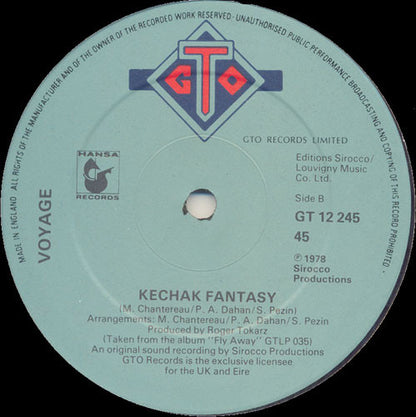 MADE IN ENGLAND. ALL RIGHTS OF THE MANUFACTURER AND OF THE OWNER OF THE RECORDED WORK RESERVED - UNAUTHORISED PUBLIC PERFORMANCE BROADCASTING AND COPYING OF THIS RECORD PROHIBITED
GTO
GTO RECORDS LIMITED
HANSA
RECORDS
VOYAGE
Editions Sirocco/
Louvigny Music
Co. Ltd.
Side B
GT 12 245
45
℗ 1978
Sirocco
Productions
KECHAK FANTASY
(M. Chantereau/P. A. Dahan/S. Pezin)
Arrangements: M. Chantereau/P. A. Dahan/S. Pezin
Produced by Roger Tokarz
(Taken from the album "Fly Away" GTLP 035)
An original sound recording by Sirocco Productions
GTO Records is the exclusive licensee
for the UK and Eire